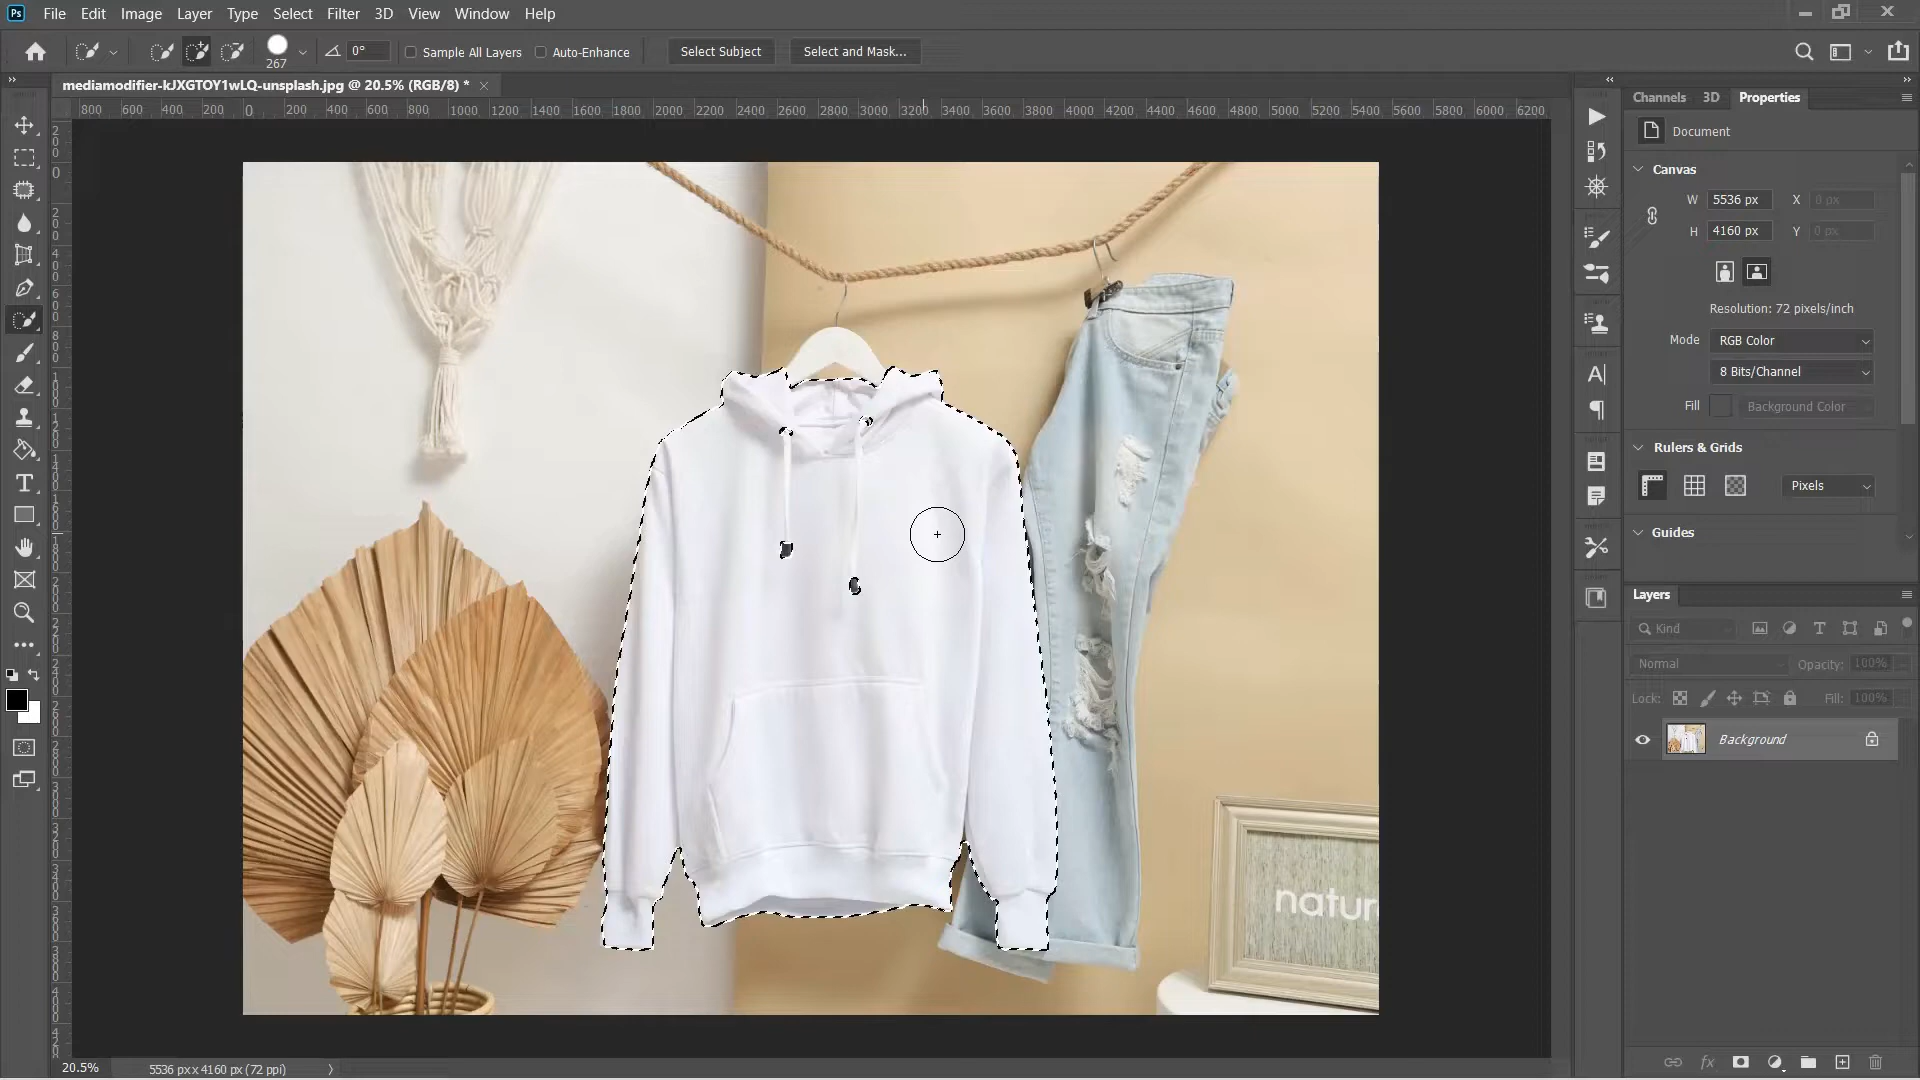 Ps File Edit Image Layer Type Select Filter 3D View Window Help
267 0° Sample All Layers Auto-Enhance Select Subject Select and Mask...
mediamodifier-kJXGTOY1wLQ-unsplash.jpg @ 20.5% (RGB/8) *
800 600 400 200 0 200 400 600 800 1000 1200 1400 1600 1800 2000 2200 2400 2600 2800 3000 3200 3400 3600 3800 4000 4200 4400 4600 4800 5000 5200 5400 5600 5800 6000 6200
Channels 3D Properties
Document
Canvas
W 5536 px X 0 px
H 4160 px Y 0 px
Resolution: 72 pixels/inch
Mode RGB Color
8 Bits/Channel
Fill Background Color
Rulers & Grids
Pixels
Guides
Layers
Kind
Normal Opacity: 100%
Lock: Fill: 100%
Background
natur
20.5% 5536 px x 4160 px (72 ppi)